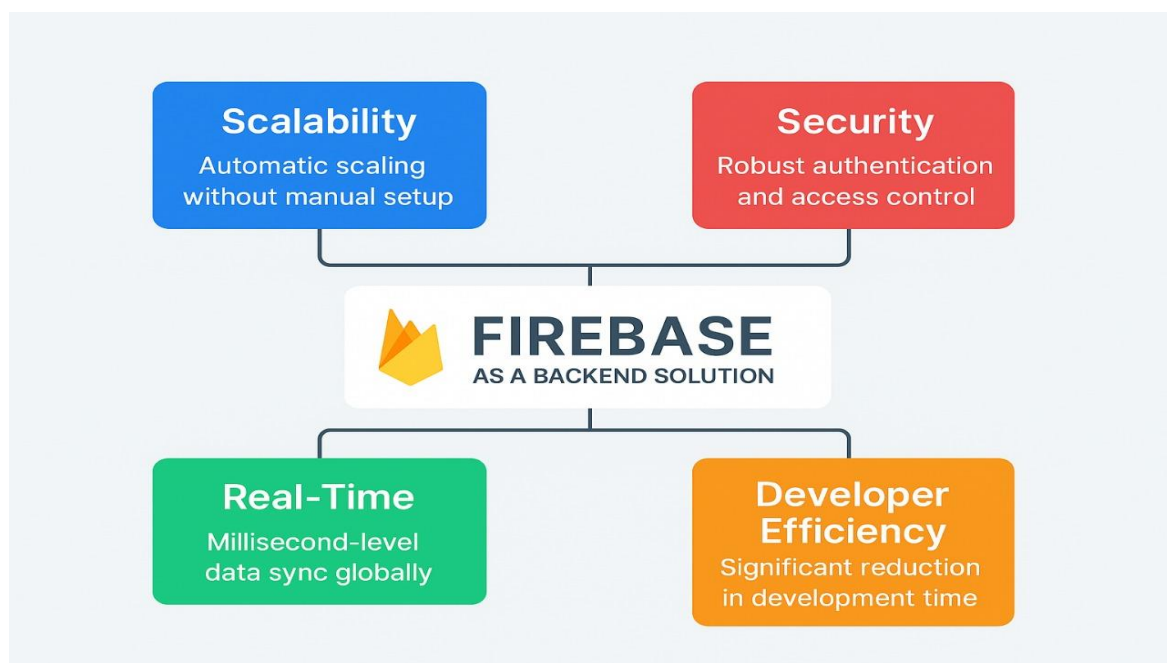 Scalability
Automatic scaling
without manual setup
Security
Robust authentication
and access control
FIREBASE
AS A BACKEND SOLUTION
Real-Time
Millisecond-level
data sync globally
Developer
Efficiency
Significant reduction
in development time